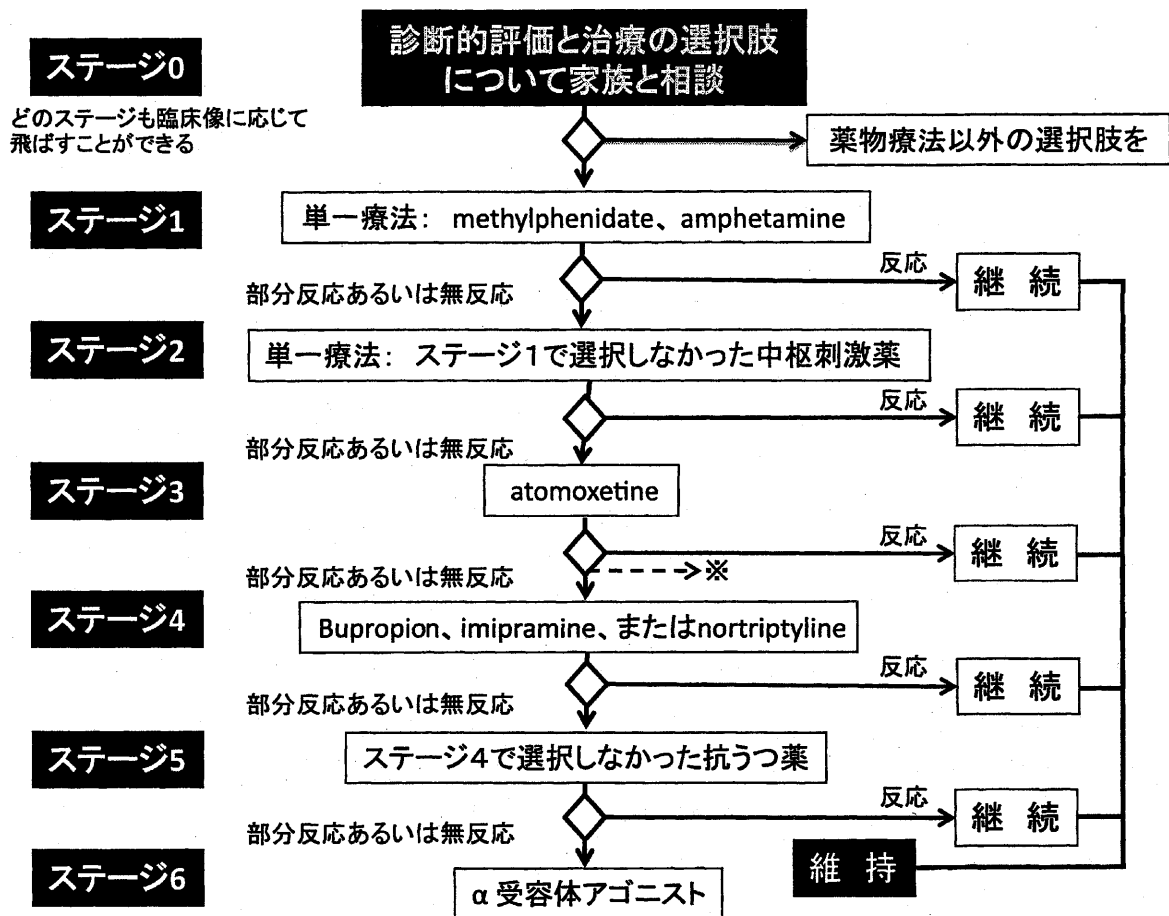 ステージ0
診断的評価と治療の選択肢
について家族と相談
どのステージも臨床像に応じて
飛ばすことができる
薬物療法以外の選択肢を
ステージ1
単一療法： methylphenidate、amphetamine
反応
継 続
部分反応あるいは無反応
ステージ2
単一療法： ステージ1で選択しなかった中枢刺激薬
反応
継 続
部分反応あるいは無反応
ステージ3
atomoxetine
反応
継 続
部分反応あるいは無反応
※
ステージ4
Bupropion、imipramine、またはnortriptyline
反応
継 続
部分反応あるいは無反応
ステージ5
ステージ4で選択しなかった抗うつ薬
反応
継 続
部分反応あるいは無反応
維 持
ステージ6
α受容体アゴニスト